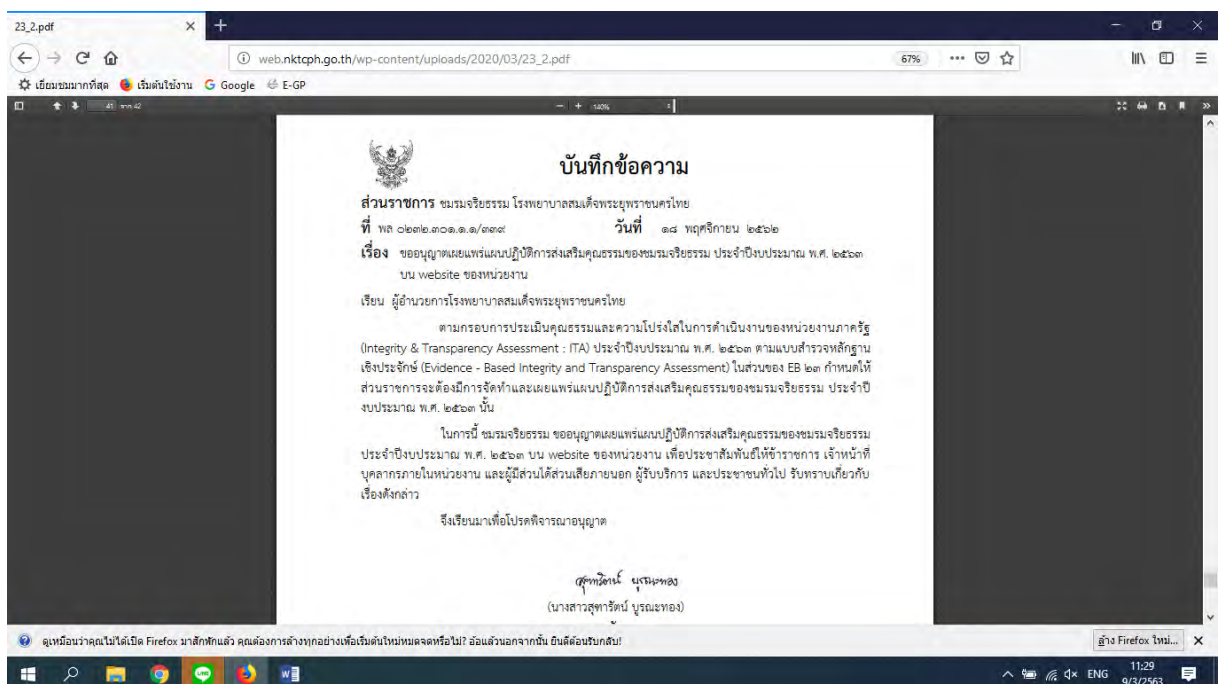 23_2.pdf
web.nktcph.go.th/wp-content/uploads/2020/03/23_2.pdf
67%
เยี่ยมชมมากที่สุด เริ่มต้นใช้งาน Google E-GP
41 จาก 42
140%
บันทึกข้อความ
ส่วนราชการ ชมรมจริยธรรม โรงพยาบาลสมเด็จพระยุพราชนครไทย
ที่ พล ๐๒๓๒.๓๐๑.๑.๑/๓๓๙ วันที่ ๑๘ พฤศจิกายน ๒๕๖๒
เรื่อง ขออนุญาตเผยแพร่แผนปฏิบัติการส่งเสริมคุณธรรมของชมรมจริยธรรม ประจำปีงบประมาณ พ.ศ. ๒๕๖๓
บน website ของหน่วยงาน
เรียน ผู้อำนวยการโรงพยาบาลสมเด็จพระยุพราชนครไทย
ตามกรอบการประเมินคุณธรรมและความโปร่งใสในการดำเนินงานของหน่วยงานภาครัฐ
(Integrity & Transparency Assessment : ITA) ประจำปีงบประมาณ พ.ศ. ๒๕๖๓ ตามแบบสำรวจหลักฐาน
เชิงประจักษ์ (Evidence - Based Integrity and Transparency Assessment) ในส่วนของ EB ๒๓ กำหนดให้
ส่วนราชการจะต้องมีการจัดทำและเผยแพร่แผนปฏิบัติการส่งเสริมคุณธรรมของชมรมจริยธรรม ประจำปี
งบประมาณ พ.ศ. ๒๕๖๓ นั้น
ในการนี้ ชมรมจริยธรรม ขออนุญาตเผยแพร่แผนปฏิบัติการส่งเสริมคุณธรรมของชมรมจริยธรรม
ประจำปีงบประมาณ พ.ศ. ๒๕๖๓ บน website ของหน่วยงาน เพื่อประชาสัมพันธ์ให้ข้าราชการ เจ้าหน้าที่
บุคลากรภายในหน่วยงาน และผู้มีส่วนได้ส่วนเสียภายนอก ผู้รับบริการ และประชาชนทั่วไป รับทราบเกี่ยวกับ
เรื่องดังกล่าว
จึงเรียนมาเพื่อโปรดพิจารณาอนุญาต
สุฑารัตน์ บูรณะทอง
(นางสาวสุฑารัตน์ บูรณะทอง)
ดูเหมือนว่าคุณไม่ได้เปิด Firefox มาสักพักแล้ว คุณต้องการล้างทุกอย่างเพื่อเริ่มต้นใหม่หมดจดหรือไม่? อ้อแล้วนอกจากนั้น ยินดีต้อนรับกลับ!
ล้าง Firefox ใหม่...
ENG
11:29
9/3/2563